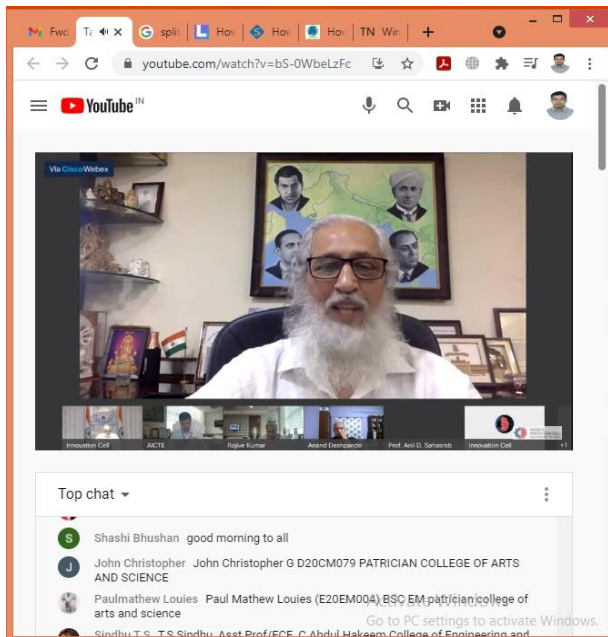 Fwd
Ta
split
How
How
How
TN Win
youtube.com/watch?v=bS-0WbeLzFc
YouTube IN
Via Cisco Webex
Innovation Cell
AICTE
Rajive Kumar
Anand Deshpande
Prof. Anil D. Sahasrab
Innovation Cell
+1
Top chat
S
Shashi Bhushan good morning to all
J
John Christopher John Christopher G D20CM079 PATRICIAN COLLEGE OF ARTS
AND SCIENCE
Paulmathew Louies Paul Mathew Louies (E20EM004) BSC EM patrician college of
arts and science
Activate Windows
Go to PC settings to activate Windows.
Sindhu T.S. T.S Sindhu, Asst Prof/ECE, C.Abdul Hakeem College of Engineering and